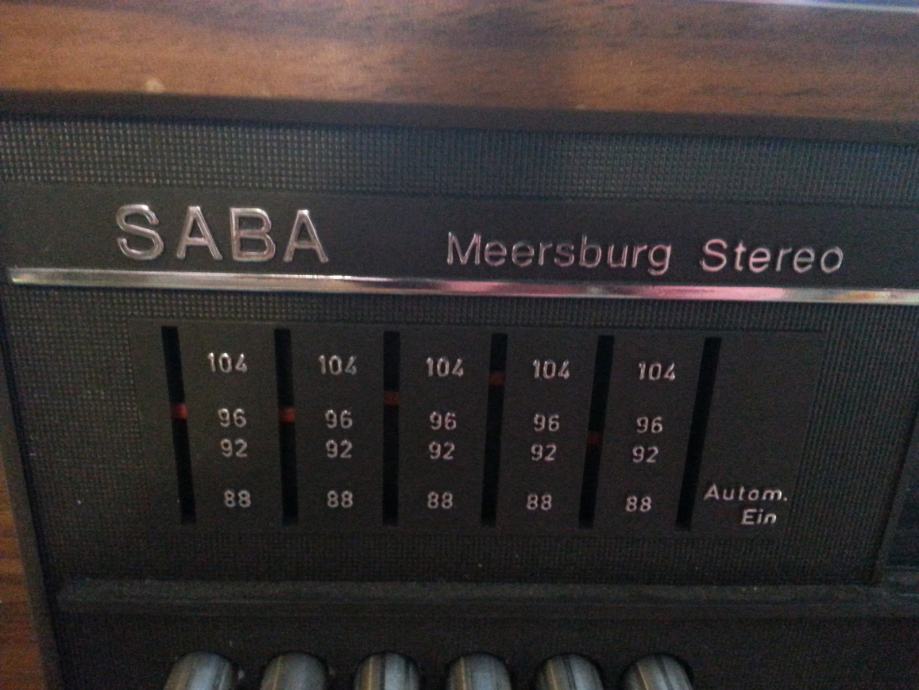 SABA Meersburg Stereo
104 104 104 104 104
96 96 96 96 96
92 92 92 92 92
88 88 88 88 88
Autom.
Ein